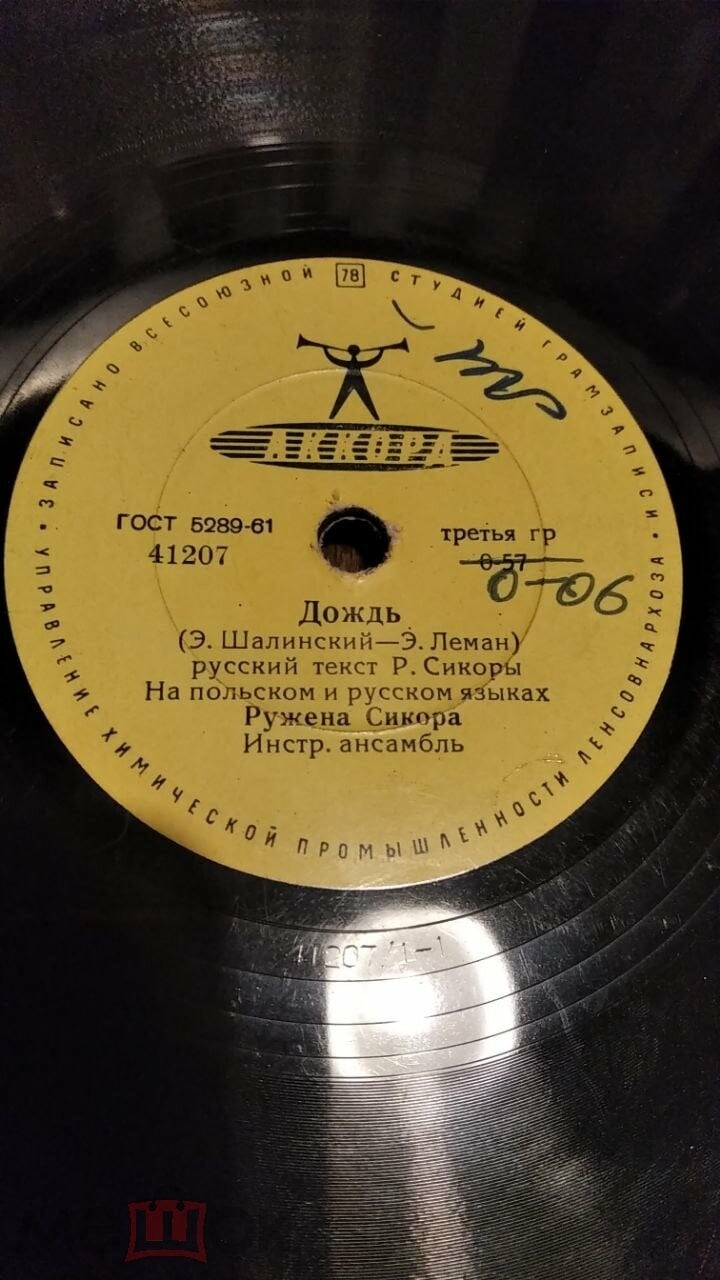 • ЗАПИСАНО ВСЕСОЮЗНОЙ 78 СТУДИЕЙ ГРАМЗАПИСИ •
АККОРД
ГОСТ 5289-61
третья гр
41207
0-57
0-06
Дождь
(Э. Шалинский—Э. Леман)
русский текст Р. Сикоры
На польском и русском языках
Ружена Сикора
Инстр. ансамбль
УПРАВЛЕНИЕ ХИМИЧЕСКОЙ ПРОМЫШЛЕННОСТИ ЛЕНСОВНАРХОЗА
41207/1-1